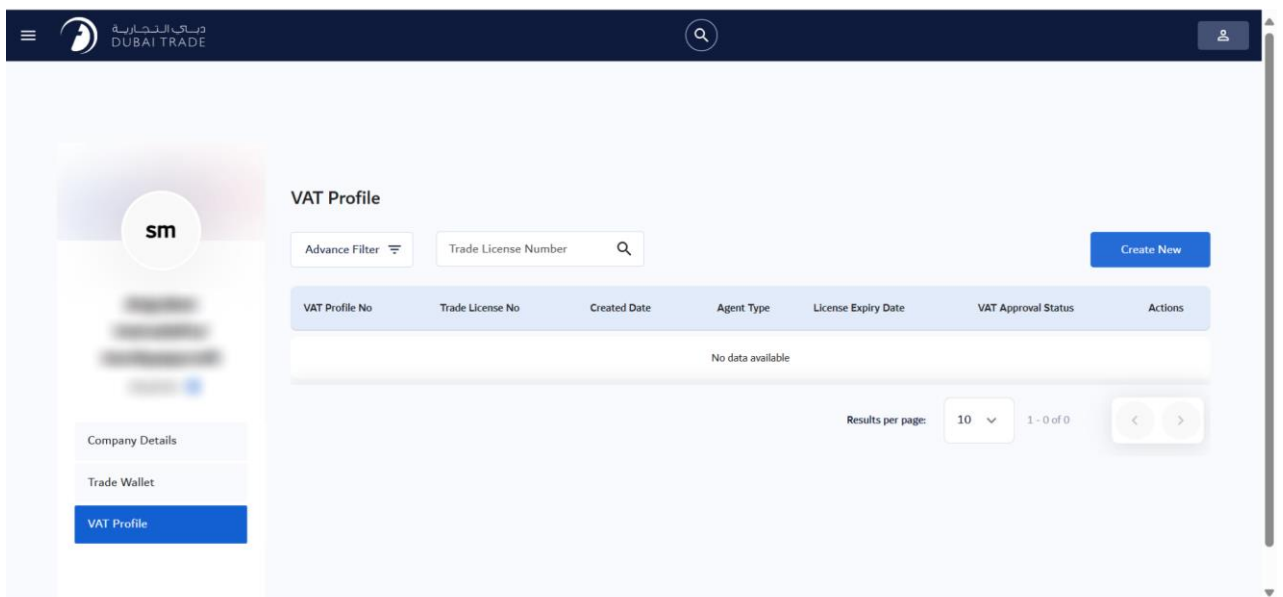 دبي التجارية
DUBAI TRADE
sm
Company Details
Trade Wallet
VAT Profile
VAT Profile
Advance Filter
Trade License Number
Create New
VAT Profile No Trade License No Created Date Agent Type License Expiry Date VAT Approval Status Actions
No data available
Results per page: 10 1 - 0 of 0